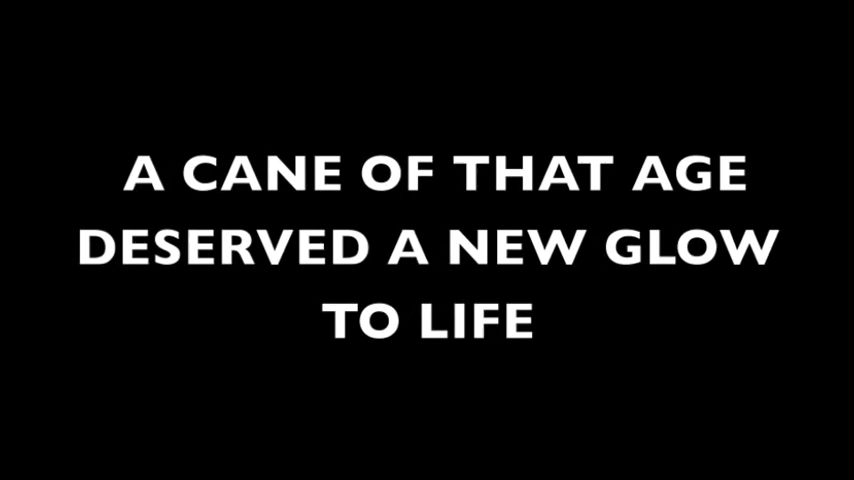 A CANE OF THAT AGE
DESERVED A NEW GLOW
TO LIFE